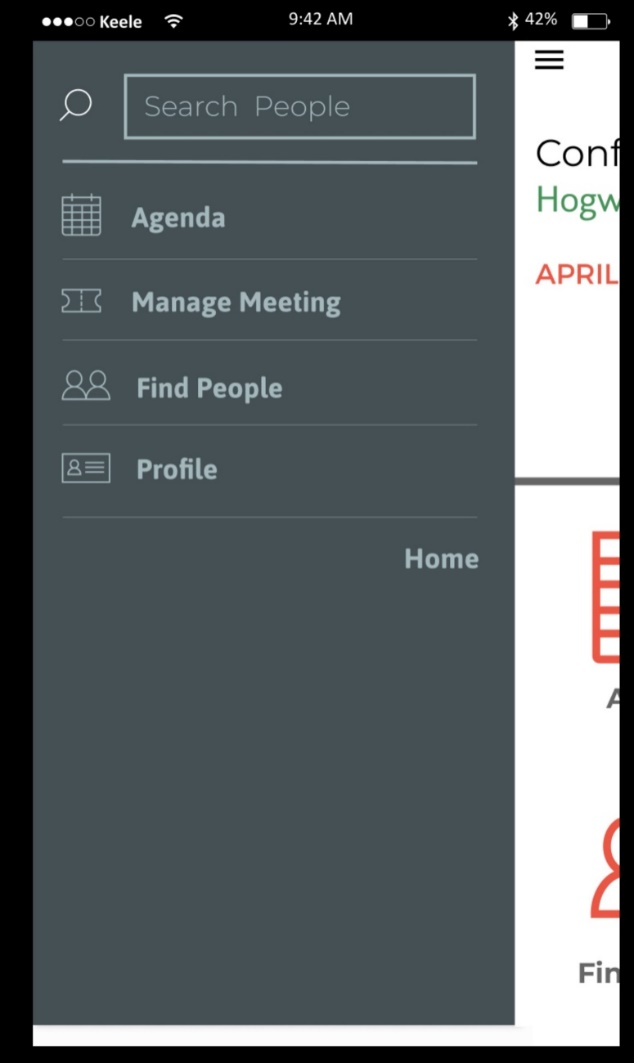 Keele 9:42 AM 42%
Search People
Agenda
Manage Meeting
Find People
Profile
Home
Conf
Hogw
APRIL
A
Fin